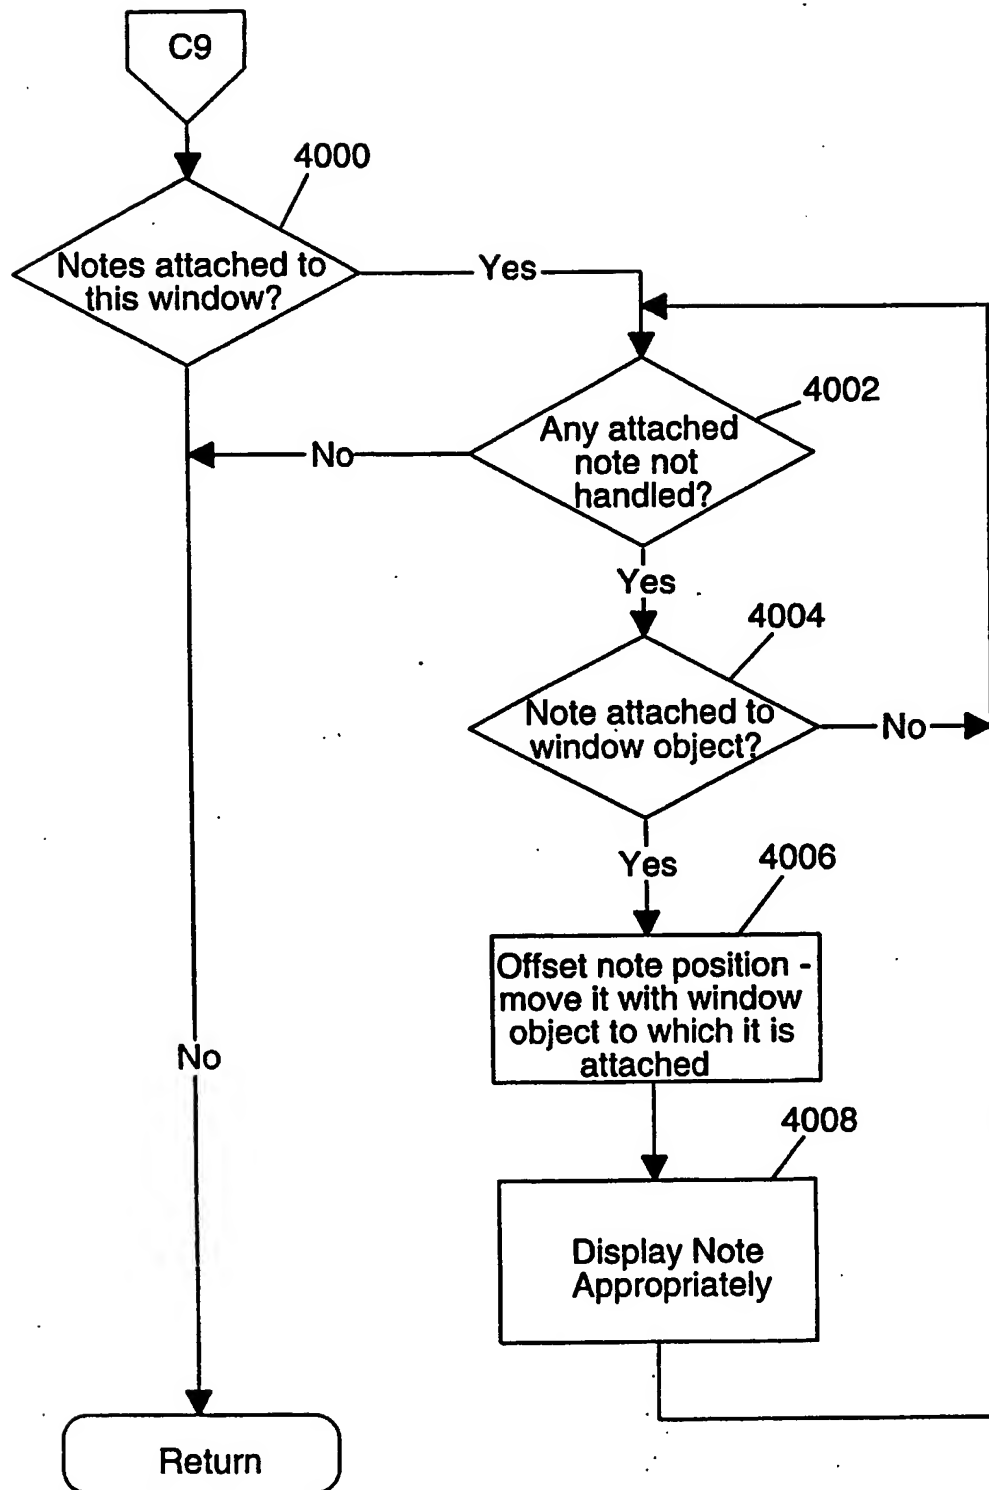 C9
4000
Notes attached to
this window?
Yes
4002
Any attached
note not
handled?
No
Yes
4004
Note attached to
window object?
No
Yes
4006
Offset note position -
move it with window
object to which it is
attached
No
4008
Display Note
Appropriately
Return